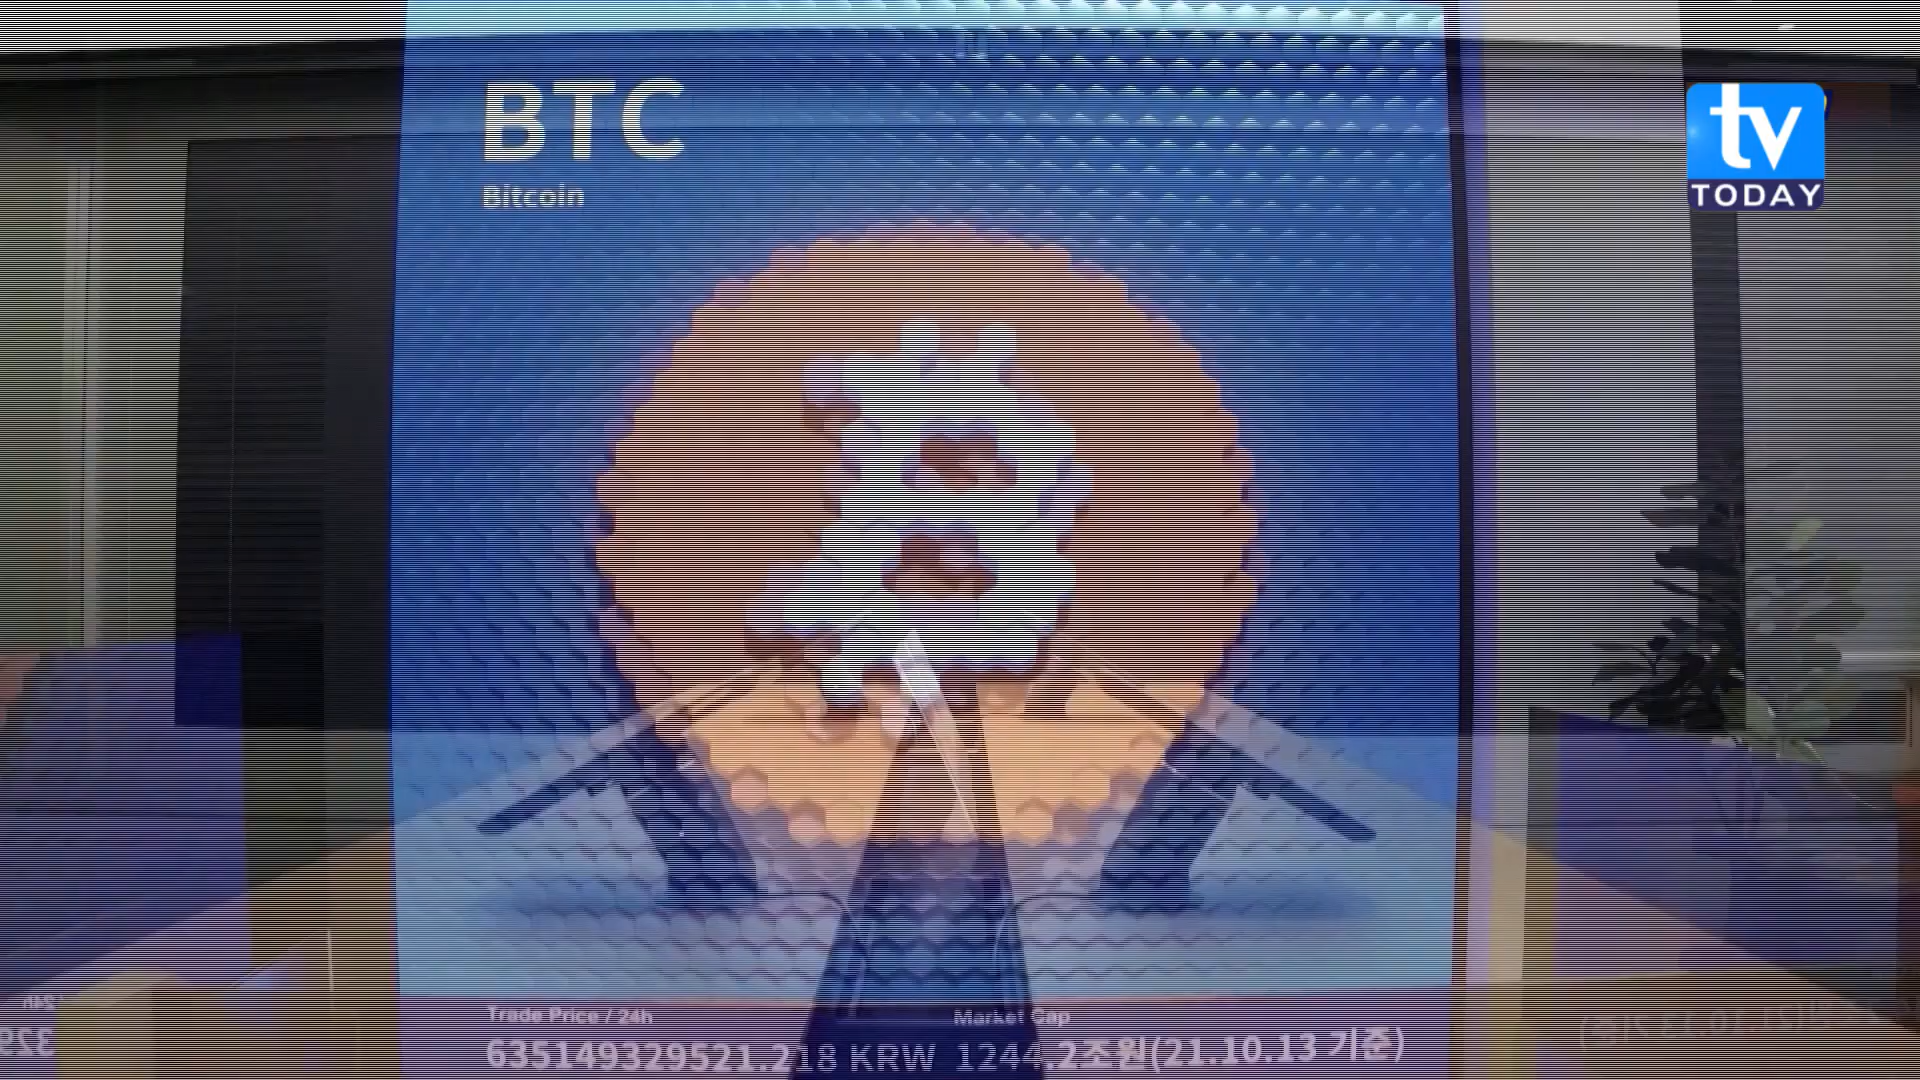 BTC
Bitcoin
tv
TODAY
Trade Price / 24h
Market Cap
635149329521.218 KRW
1244.2조원(21.10.13 기준)